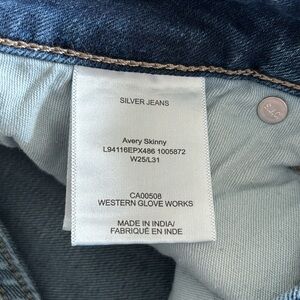 SILVER JEANS
Avery Skinny
L94116EPX486 1005872
W25/L31
CA00508
WESTERN GLOVE WORKS
MADE IN INDIA/
FABRIQUÉ EN INDE